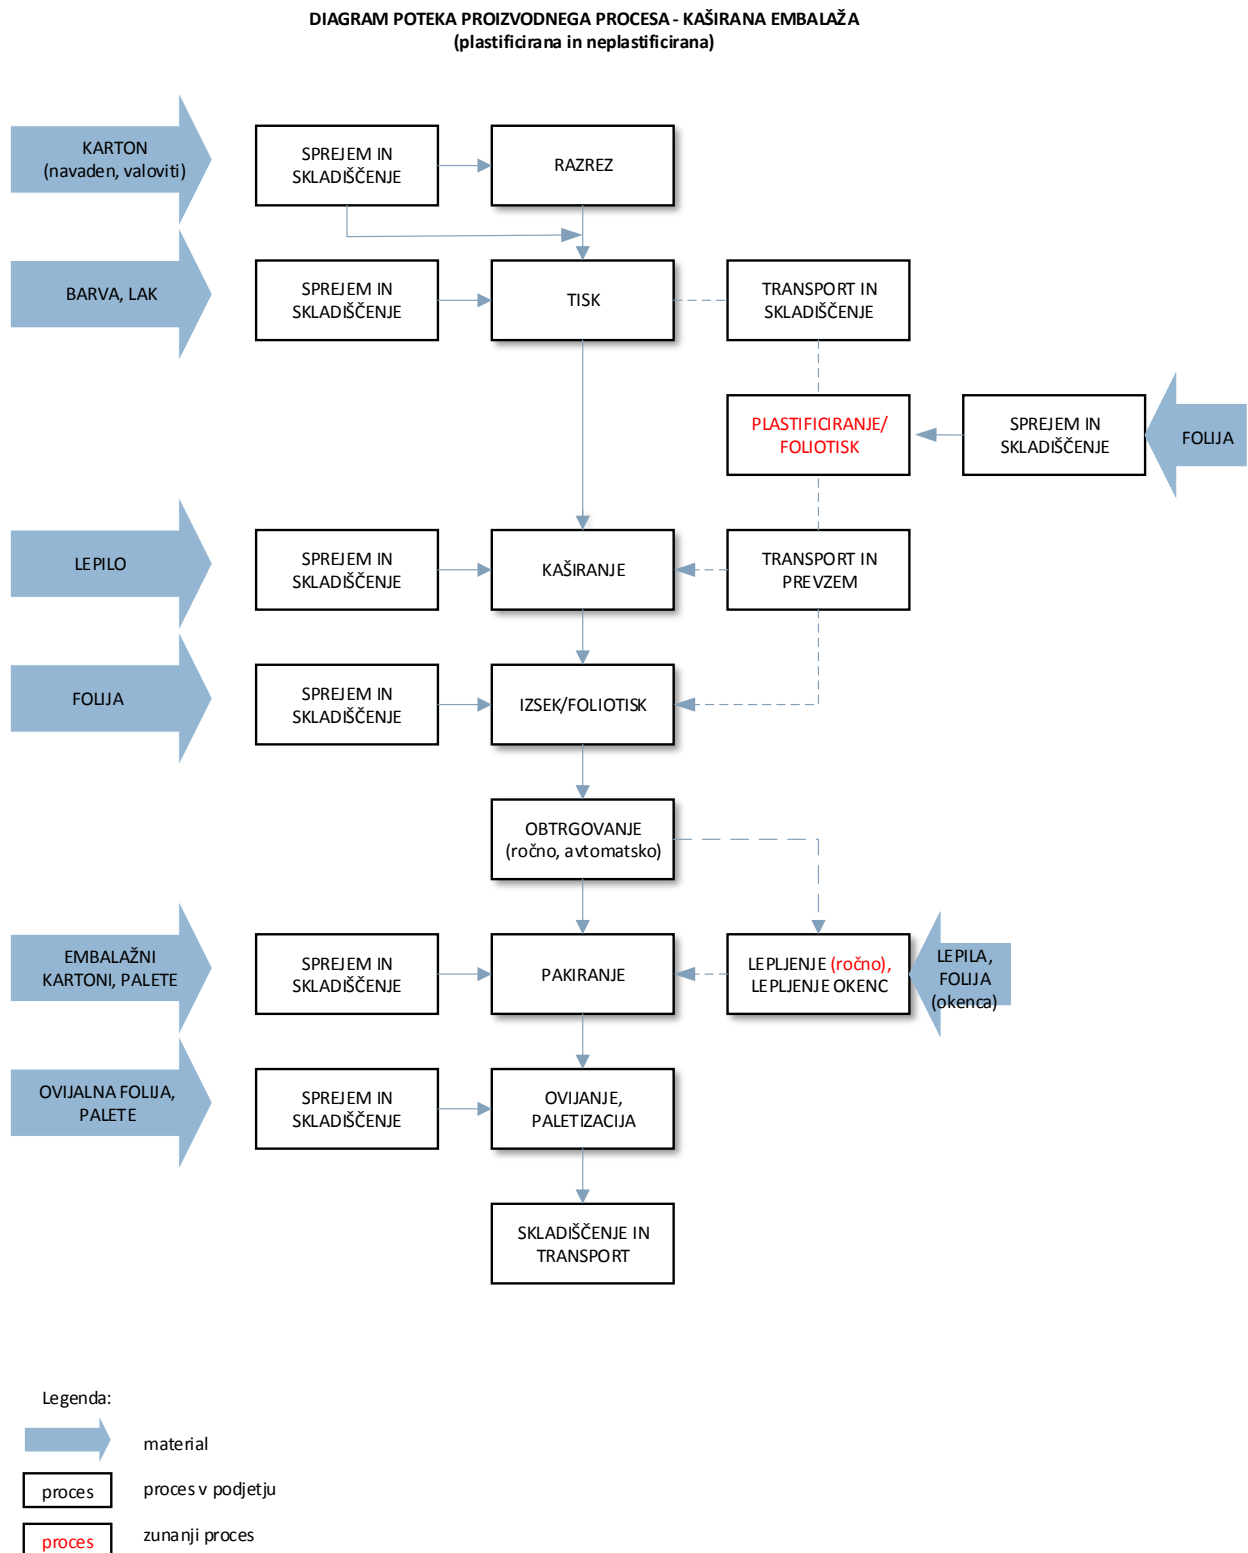 DIAGRAM POTEKA PROIZVODNEGA PROCESA - KAŠIRANA EMBALAŽA
(plastificirana in neplastificirana)
KARTON
(navaden, valoviti)
SPREJEM IN
SKLADIŠČENJE
RAZREZ
BARVA, LAK
SPREJEM IN
SKLADIŠČENJE
TISK
TRANSPORT IN
SKLADIŠČENJE
PLASTIFICIRANJE/
FOLIOTISK
SPREJEM IN
SKLADIŠČENJE
FOLIJA
LEPILO
SPREJEM IN
SKLADIŠČENJE
KAŠIRANJE
TRANSPORT IN
PREVZEM
FOLIJA
SPREJEM IN
SKLADIŠČENJE
IZSEK/FOLIOTISK
OBTRGOVANJE
(ročno, avtomatsko)
EMBALAŽNI
KARTONI, PALETE
SPREJEM IN
SKLADIŠČENJE
PAKIRANJE
LEPLJENJE (ročno),
LEPLJENJE OKENC
LEPILA,
FOLIJA
(okenca)
OVIJALNA FOLIJA,
PALETE
SPREJEM IN
SKLADIŠČENJE
OVIJANJE,
PALETIZACIJA
SKLADIŠČENJE IN
TRANSPORT
Legenda:
material
proces
proces v podjetju
proces
zunanji proces